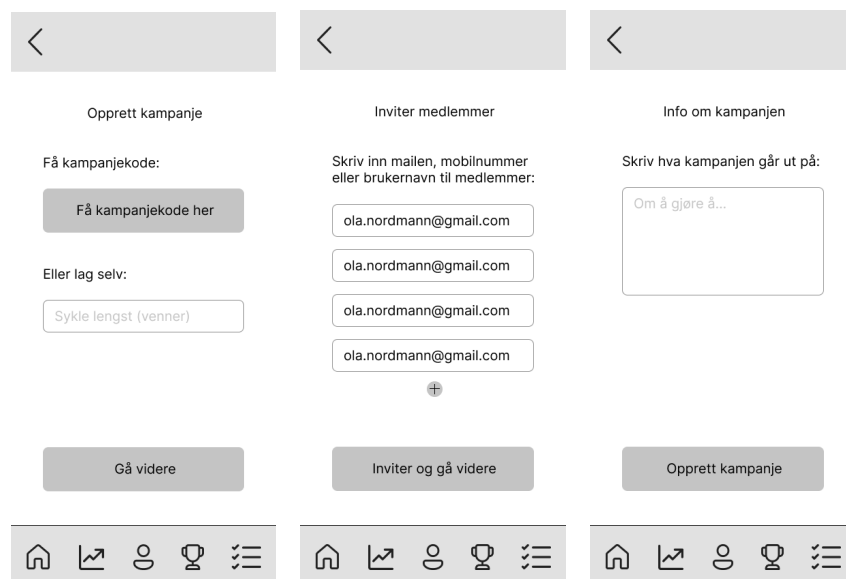 Opprett kampanje
Få kampanjekode:
Få kampanjekode her
Eller lag selv:
Sykle lengst (venner)
Gå videre
Inviter medlemmer
Skriv inn mailen, mobilnummer
eller brukernavn til medlemmer:
ola.nordmann@gmail.com
ola.nordmann@gmail.com
ola.nordmann@gmail.com
ola.nordmann@gmail.com
Inviter og gå videre
Info om kampanjen
Skriv hva kampanjen går ut på:
Om å gjøre å...
Opprett kampanje